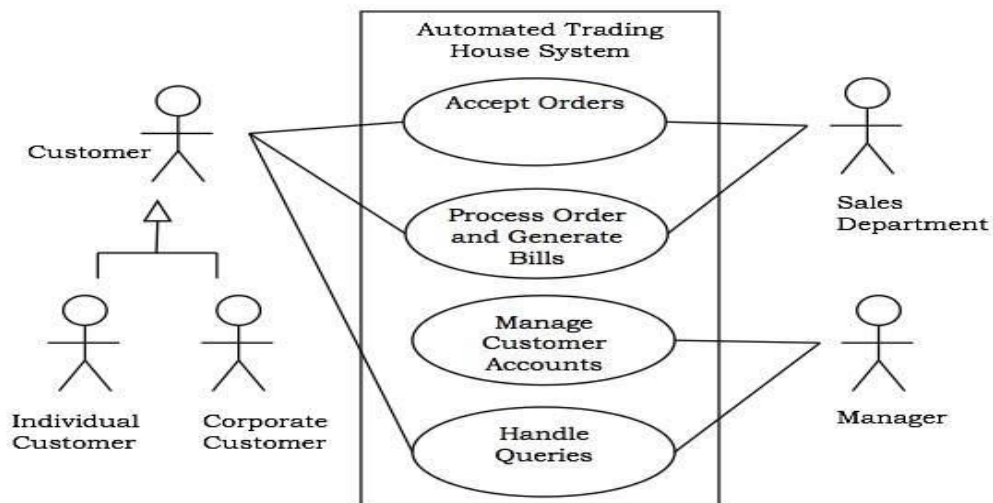 Automated Trading
House System
Accept Orders
Customer
Process Order
and Generate
Bills
Sales
Department
Manage
Customer
Accounts
Individual
Customer
Corporate
Customer
Handle
Queries
Manager